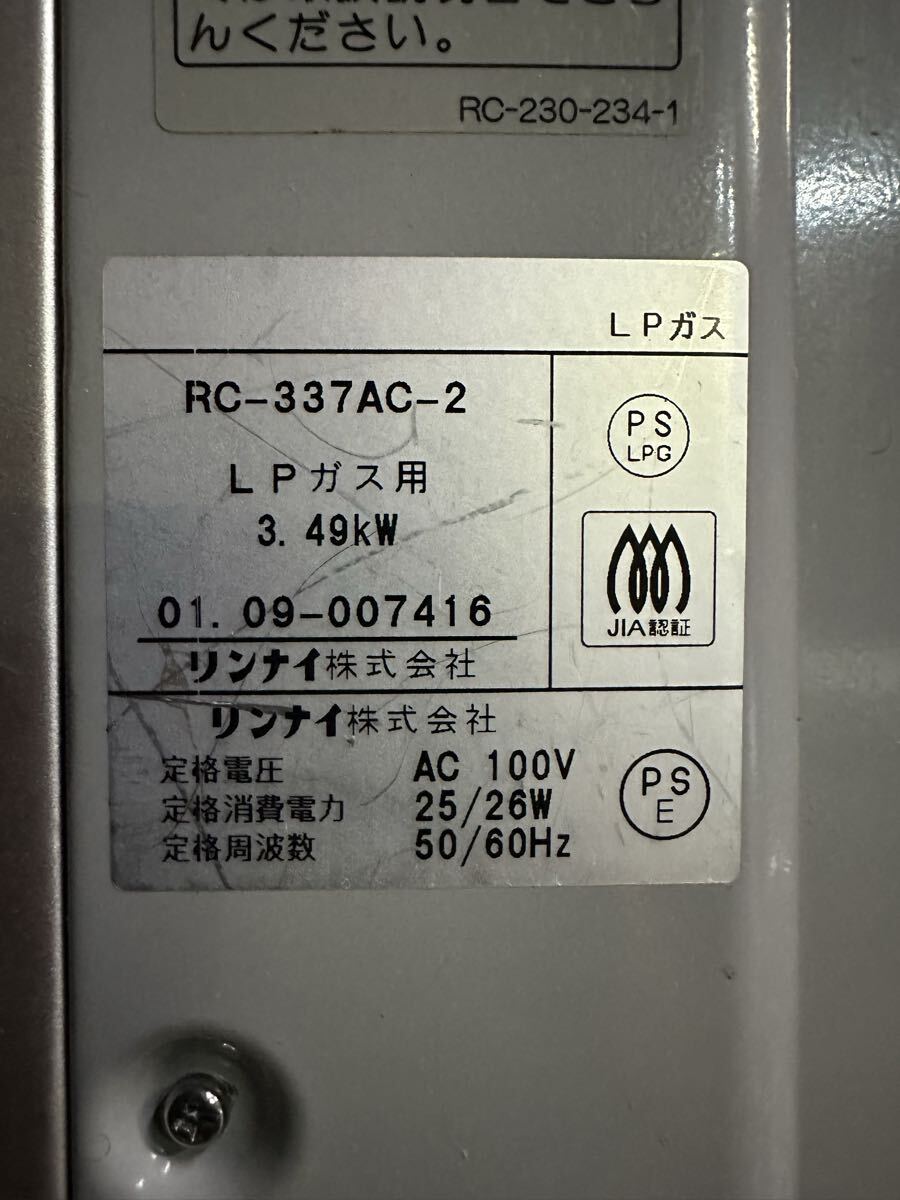 んください。
RC-230-234-1
LPガス
RC-337AC-2
LPガス用
3.49kW
01.09-007416
リンナイ株式会社
PS
LPG
JIA認証
リンナイ株式会社
定格電圧 AC 100V
定格消費電力 25/26W
定格周波数 50/60Hz
PS
E